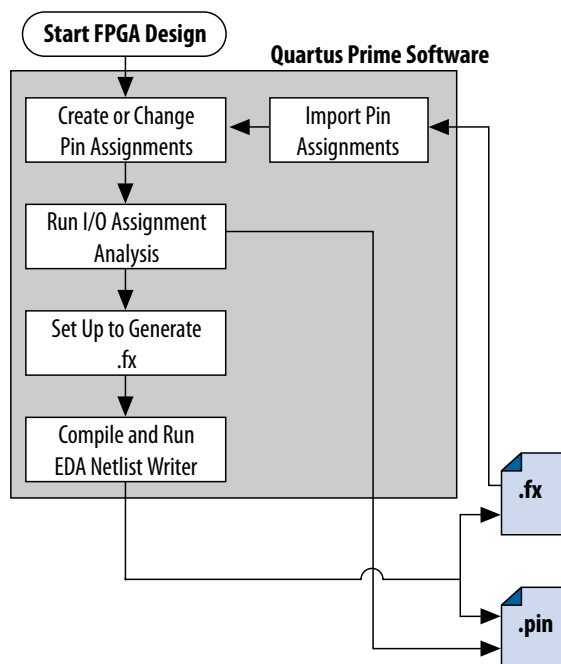 Start FPGA Design
Quartus Prime Software
Create or Change
Pin Assignments
Import Pin
Assignments
Run I/O Assignment
Analysis
Set Up to Generate
.fx
Compile and Run
EDA Netlist Writer
.fx
.pin